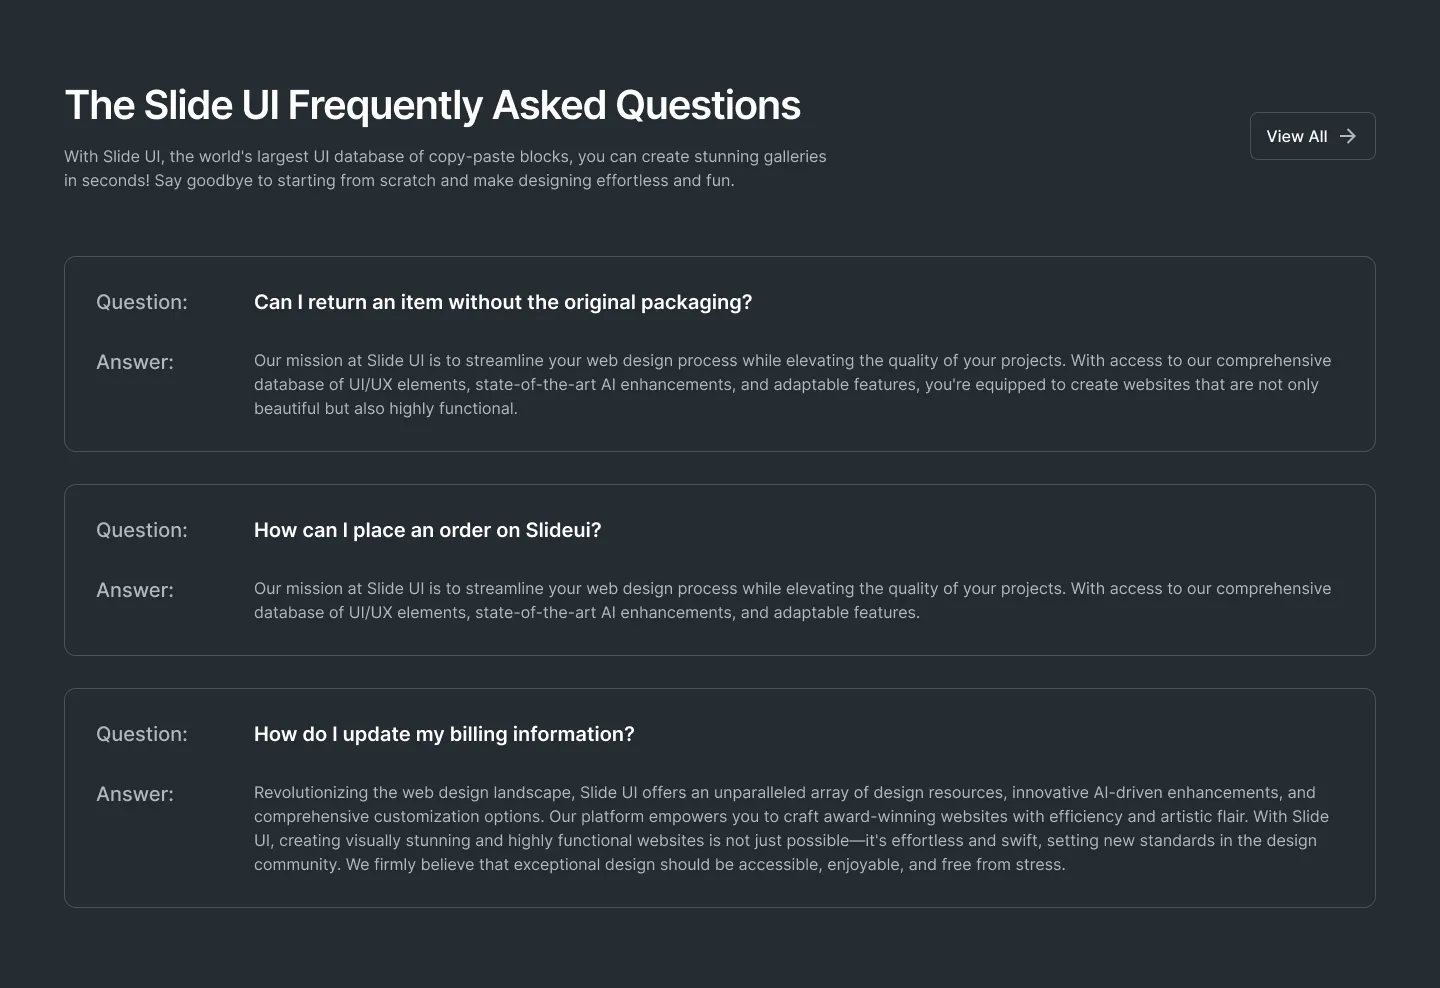 The Slide UI Frequently Asked Questions
With Slide UI, the world's largest UI database of copy-paste blocks, you can create stunning galleries
in seconds! Say goodbye to starting from scratch and make designing effortless and fun.
View All
Question:
Can I return an item without the original packaging?
Answer:
Our mission at Slide UI is to streamline your web design process while elevating the quality of your projects. With access to our comprehensive
database of UI/UX elements, state-of-the-art AI enhancements, and adaptable features, you're equipped to create websites that are not only
beautiful but also highly functional.
Question:
How can I place an order on Slideui?
Answer:
Our mission at Slide UI is to streamline your web design process while elevating the quality of your projects. With access to our comprehensive
database of UI/UX elements, state-of-the-art AI enhancements, and adaptable features.
Question:
How do I update my billing information?
Answer:
Revolutionizing the web design landscape, Slide UI offers an unparalleled array of design resources, innovative AI-driven enhancements, and
comprehensive customization options. Our platform empowers you to craft award-winning websites with efficiency and artistic flair. With Slide
UI, creating visually stunning and highly functional websites is not just possible—it's effortless and swift, setting new standards in the design
community. We firmly believe that exceptional design should be accessible, enjoyable, and free from stress.